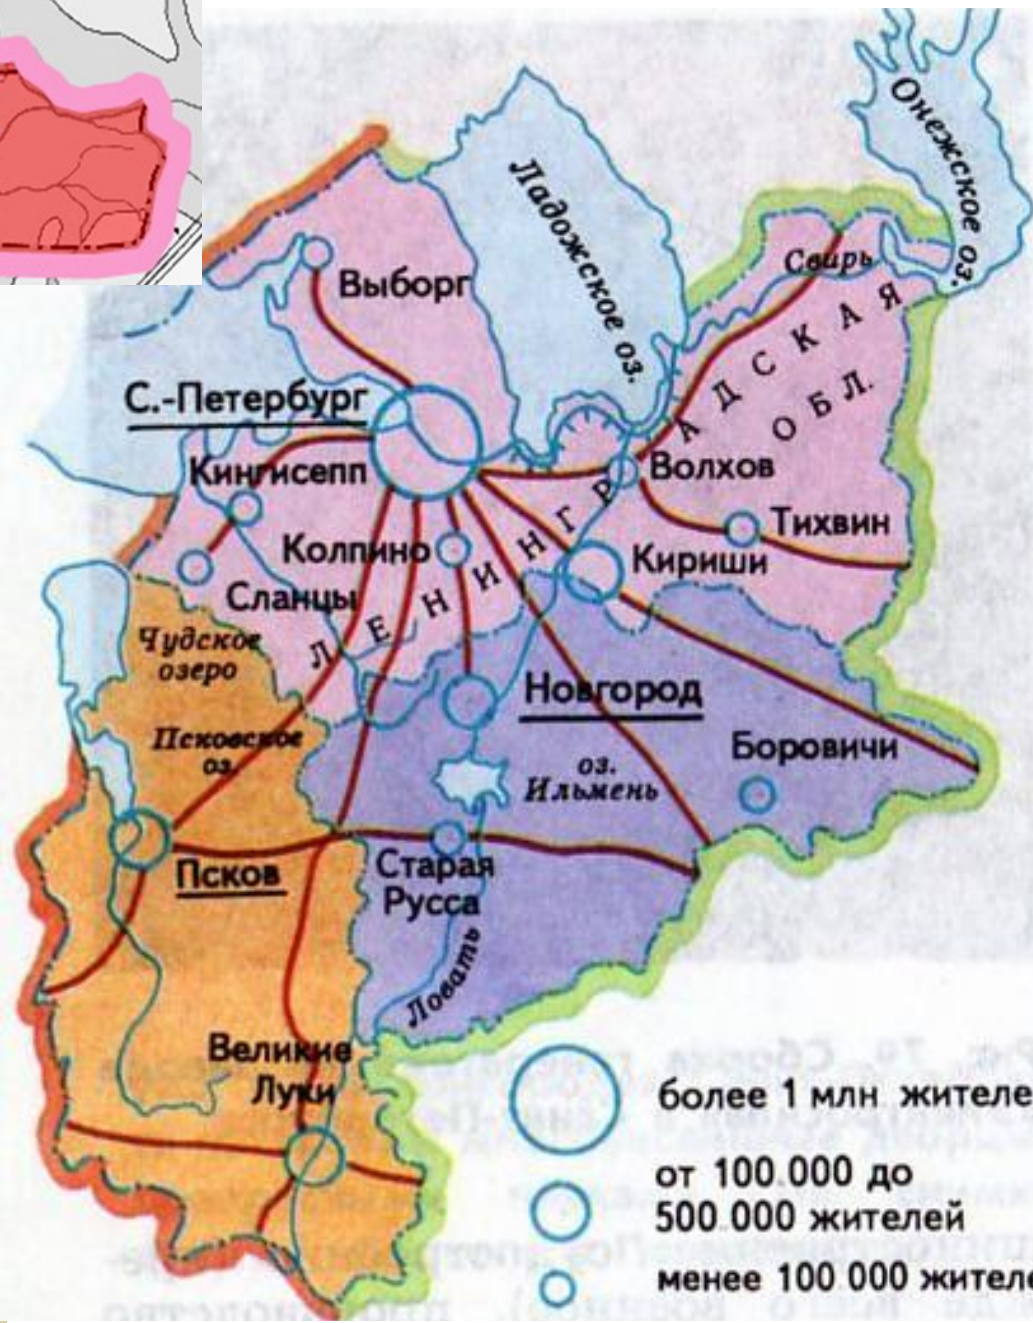 Онежское оз.
Ладожское оз.
Свирь
Выборг
С.-Петербург
ЛЕНИНГРАДСКАЯ
ОБЛ.
Кингисепп
Волхов
Тихвин
Колпино
Кириши
Сланцы
Чудское
озеро
Новгород
Псковское
оз.
Боровичи
оз.
Ильмень
Псков
Старая
Русса
Ловать
Великие
Луки
более 1 млн жителе
от 100.000 до
500.000 жителей
менее 100 000 жителе